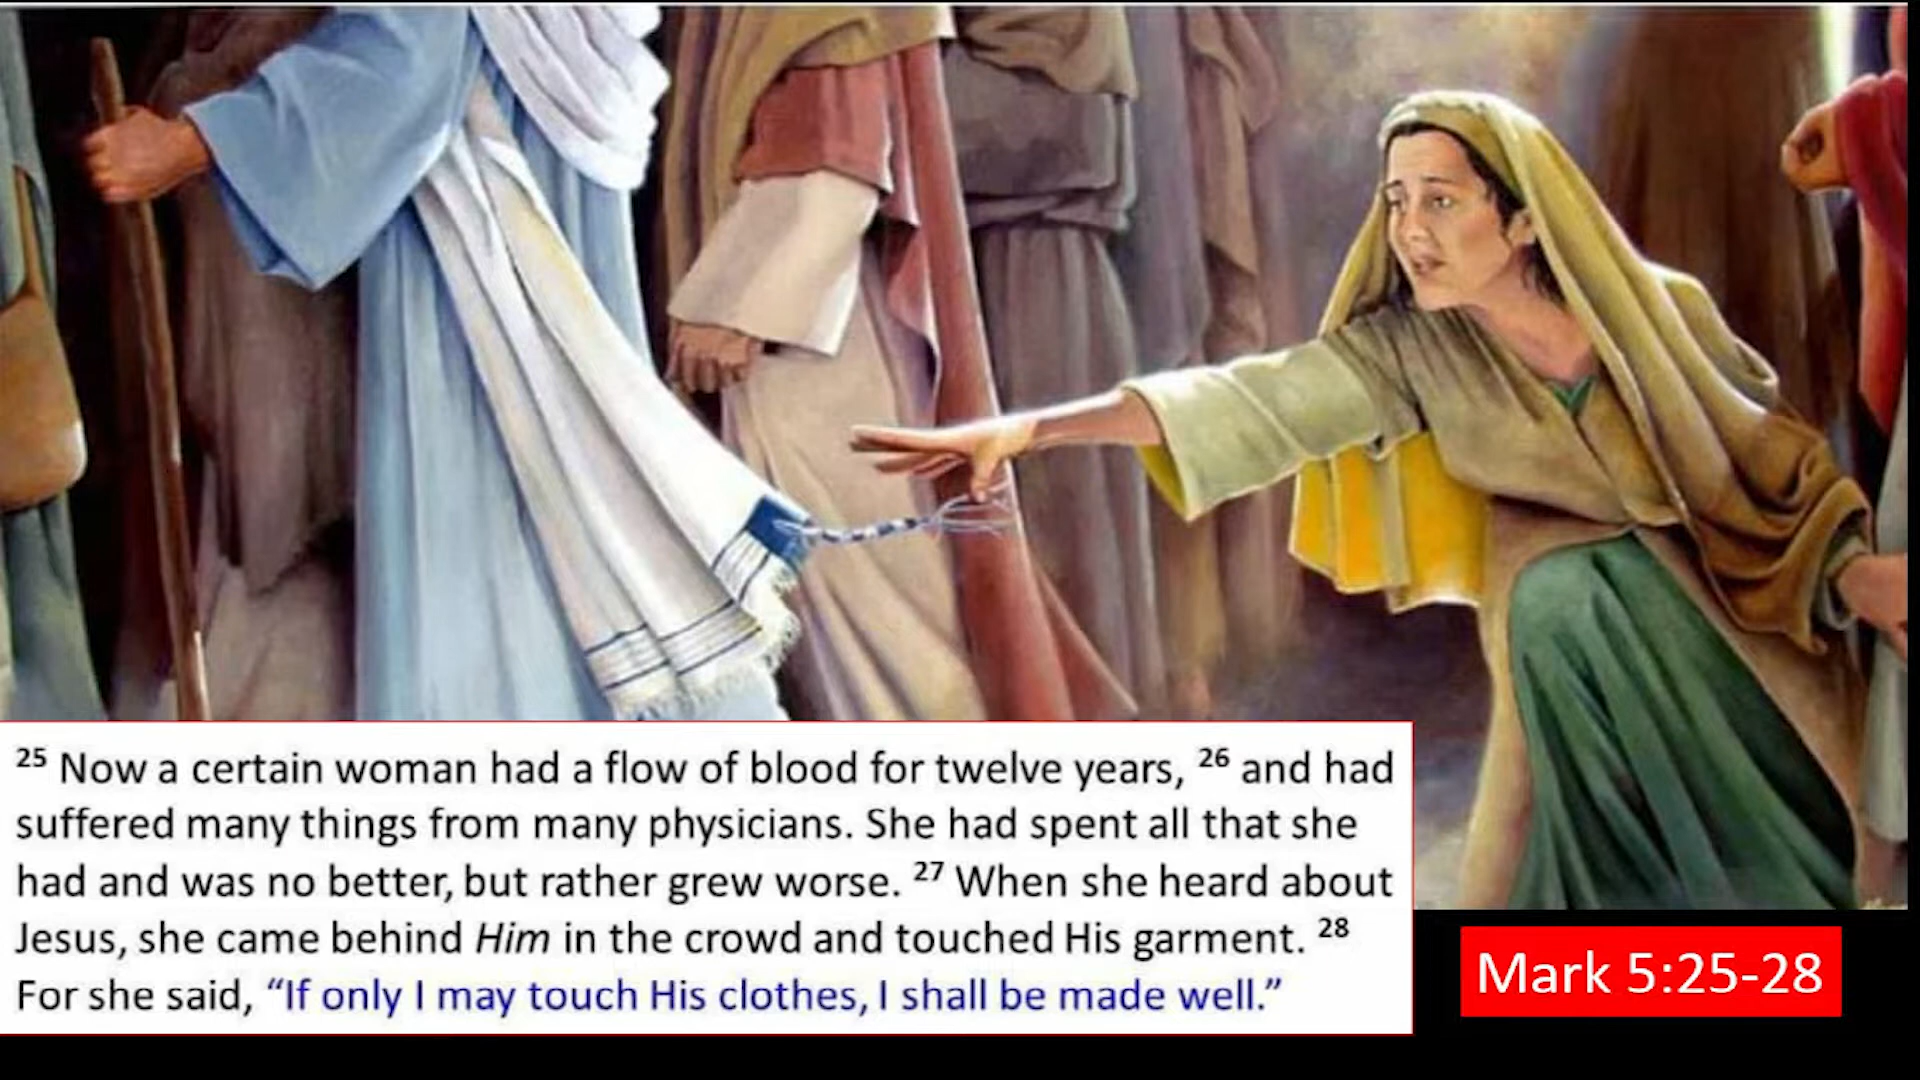 25 Now a certain woman had a flow of blood for twelve years, 26 and had
suffered many things from many physicians. She had spent all that she
had and was no better, but rather grew worse. 27 When she heard about
Jesus, she came behind Him in the crowd and touched His garment. 28
For she said, “If only I may touch His clothes, I shall be made well.”
Mark 5:25-28